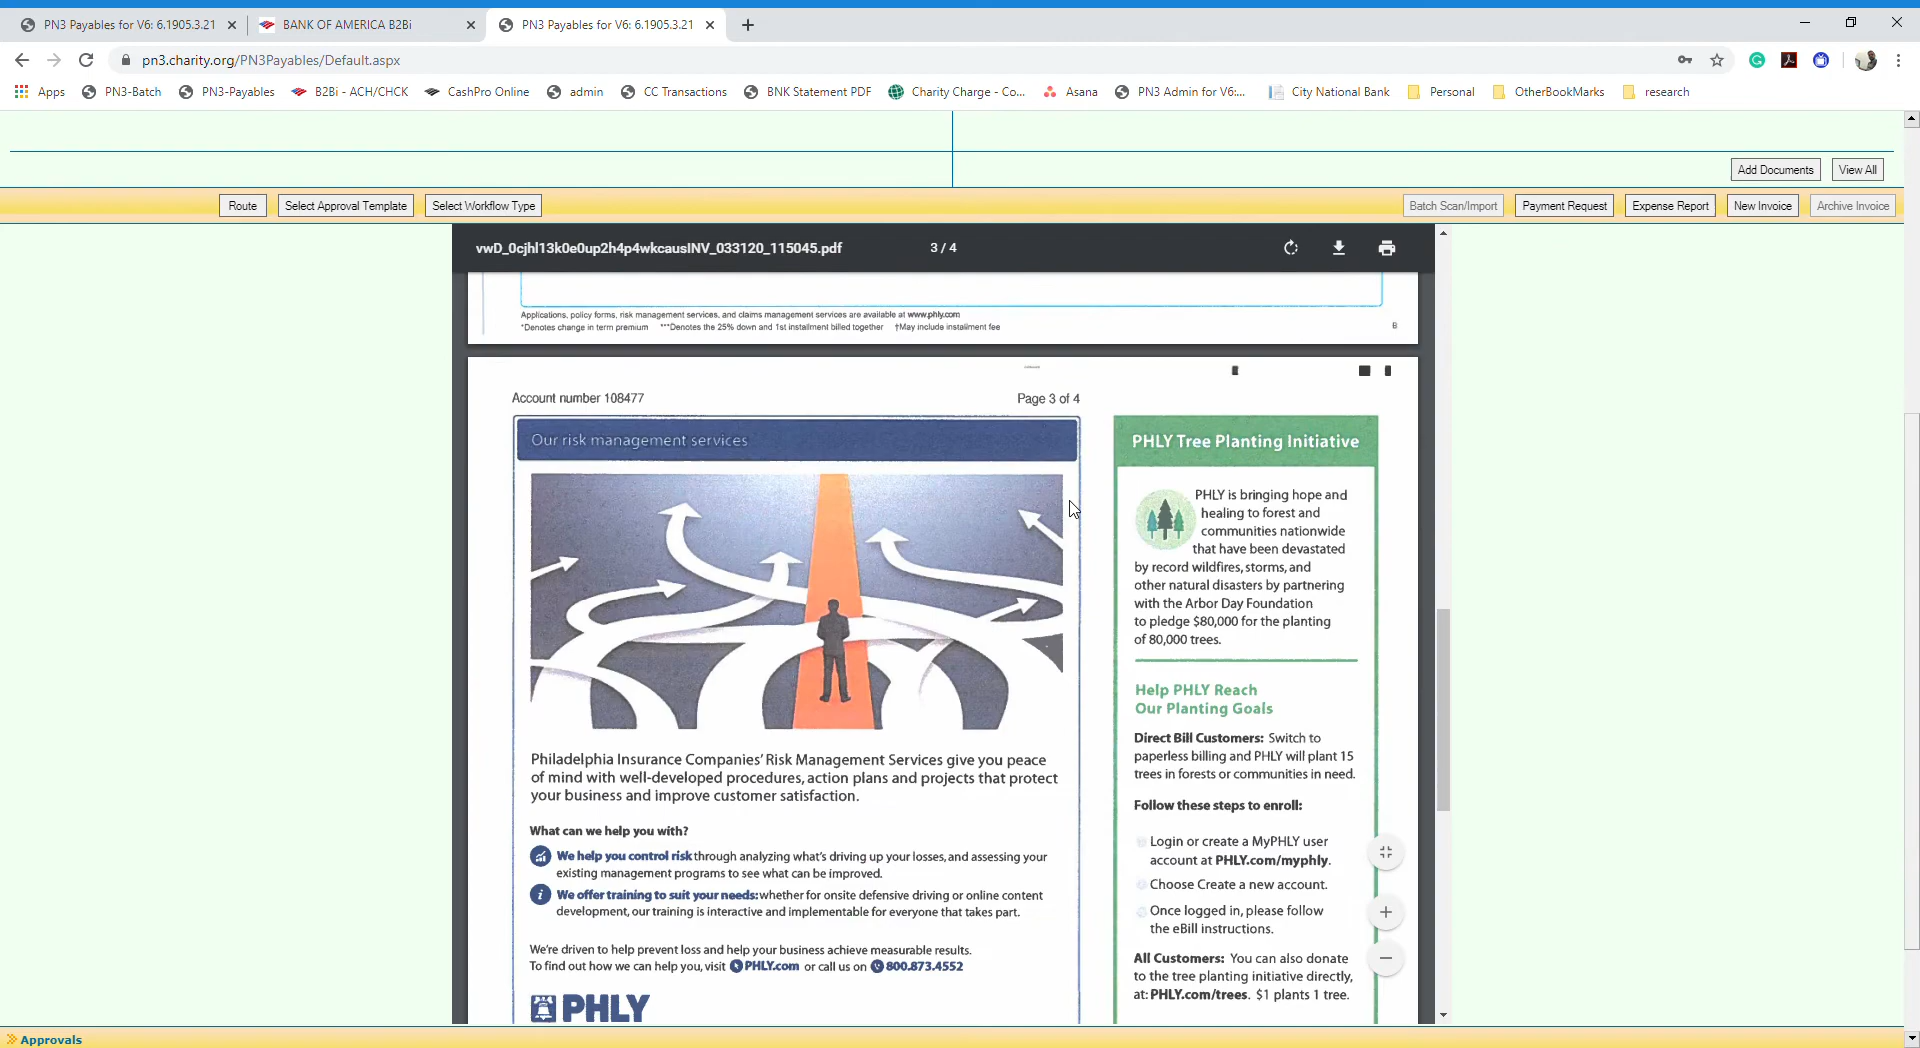 PN3 Payables for V6: 6.1905.3.21
BANK OF AMERICA B2Bi
PN3 Payables for V6: 6.1905.3.21
pn3.charity.org/PN3Payables/Default.aspx
Apps
PN3-Batch
PN3-Payables
B2Bi - ACH/CHCK
CashPro Online
admin
CC Transactions
BNK Statement PDF
Charity Charge - Co...
Asana
PN3 Admin for V6:...
City National Bank
Personal
OtherBookMarks
research
Add Documents
View All
Route
Select Approval Template
Select Workflow Type
Batch Scan/Import
Payment Request
Expense Report
New Invoice
Archive Invoice
vwD_0cjhl13k0e0up2h4p4wkcausINV_033120_115045.pdf
3 / 4
Applications, policy forms, risk management services, and claims management services are available at www.phly.com
*Denotes change in term premium ***Denotes the 25% down and 1st installment billed together †May include instalment fee
B
Account number 108477
Page 3 of 4
Our risk management services
Philadelphia Insurance Companies' Risk Management Services give you peace
of mind with well-developed procedures, action plans and projects that protect
your business and improve customer satisfaction.
What can we help you with?
We help you control risk through analyzing what's driving up your losses, and assessing your
existing management programs to see what can be improved.
We offer training to suit your needs: whether for onsite defensive driving or online content
development, our training is interactive and implementable for everyone that takes part.
We're driven to help prevent loss and help your business achieve measurable results.
To find out how we can help you, visit PHLY.com or call us on 800.873.4552
PHLY
PHLY Tree Planting Initiative
PHLY is bringing hope and
healing to forest and
communities nationwide
that have been devastated
by record wildfires, storms, and
other natural disasters by partnering
with the Arbor Day Foundation
to pledge $80,000 for the planting
of 80,000 trees.
Help PHLY Reach
Our Planting Goals
Direct Bill Customers: Switch to
paperless billing and PHLY will plant 15
trees in forests or communities in need.
Follow these steps to enroll:
Login or create a MyPHLY user
account at PHLY.com/myphly.
Choose Create a new account.
Once logged in, please follow
the eBill instructions.
All Customers: You can also donate
to the tree planting initiative directly,
at: PHLY.com/trees. $1 plants 1 tree.
Approvals